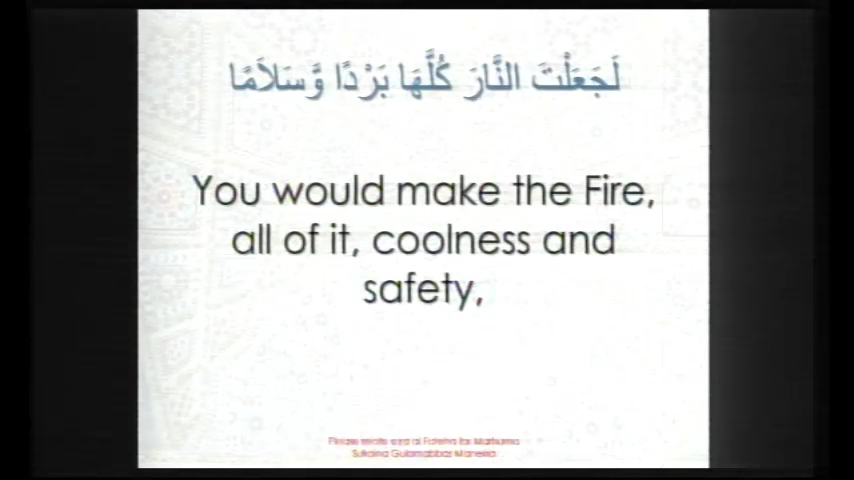 لَجَعَلْتَ النَّارَ كُلَّهَا بَرْدًا وَّسَلاَمًا
You would make the Fire,
all of it, coolness and
safety,
Please recite sura al Fateha for Marhuma